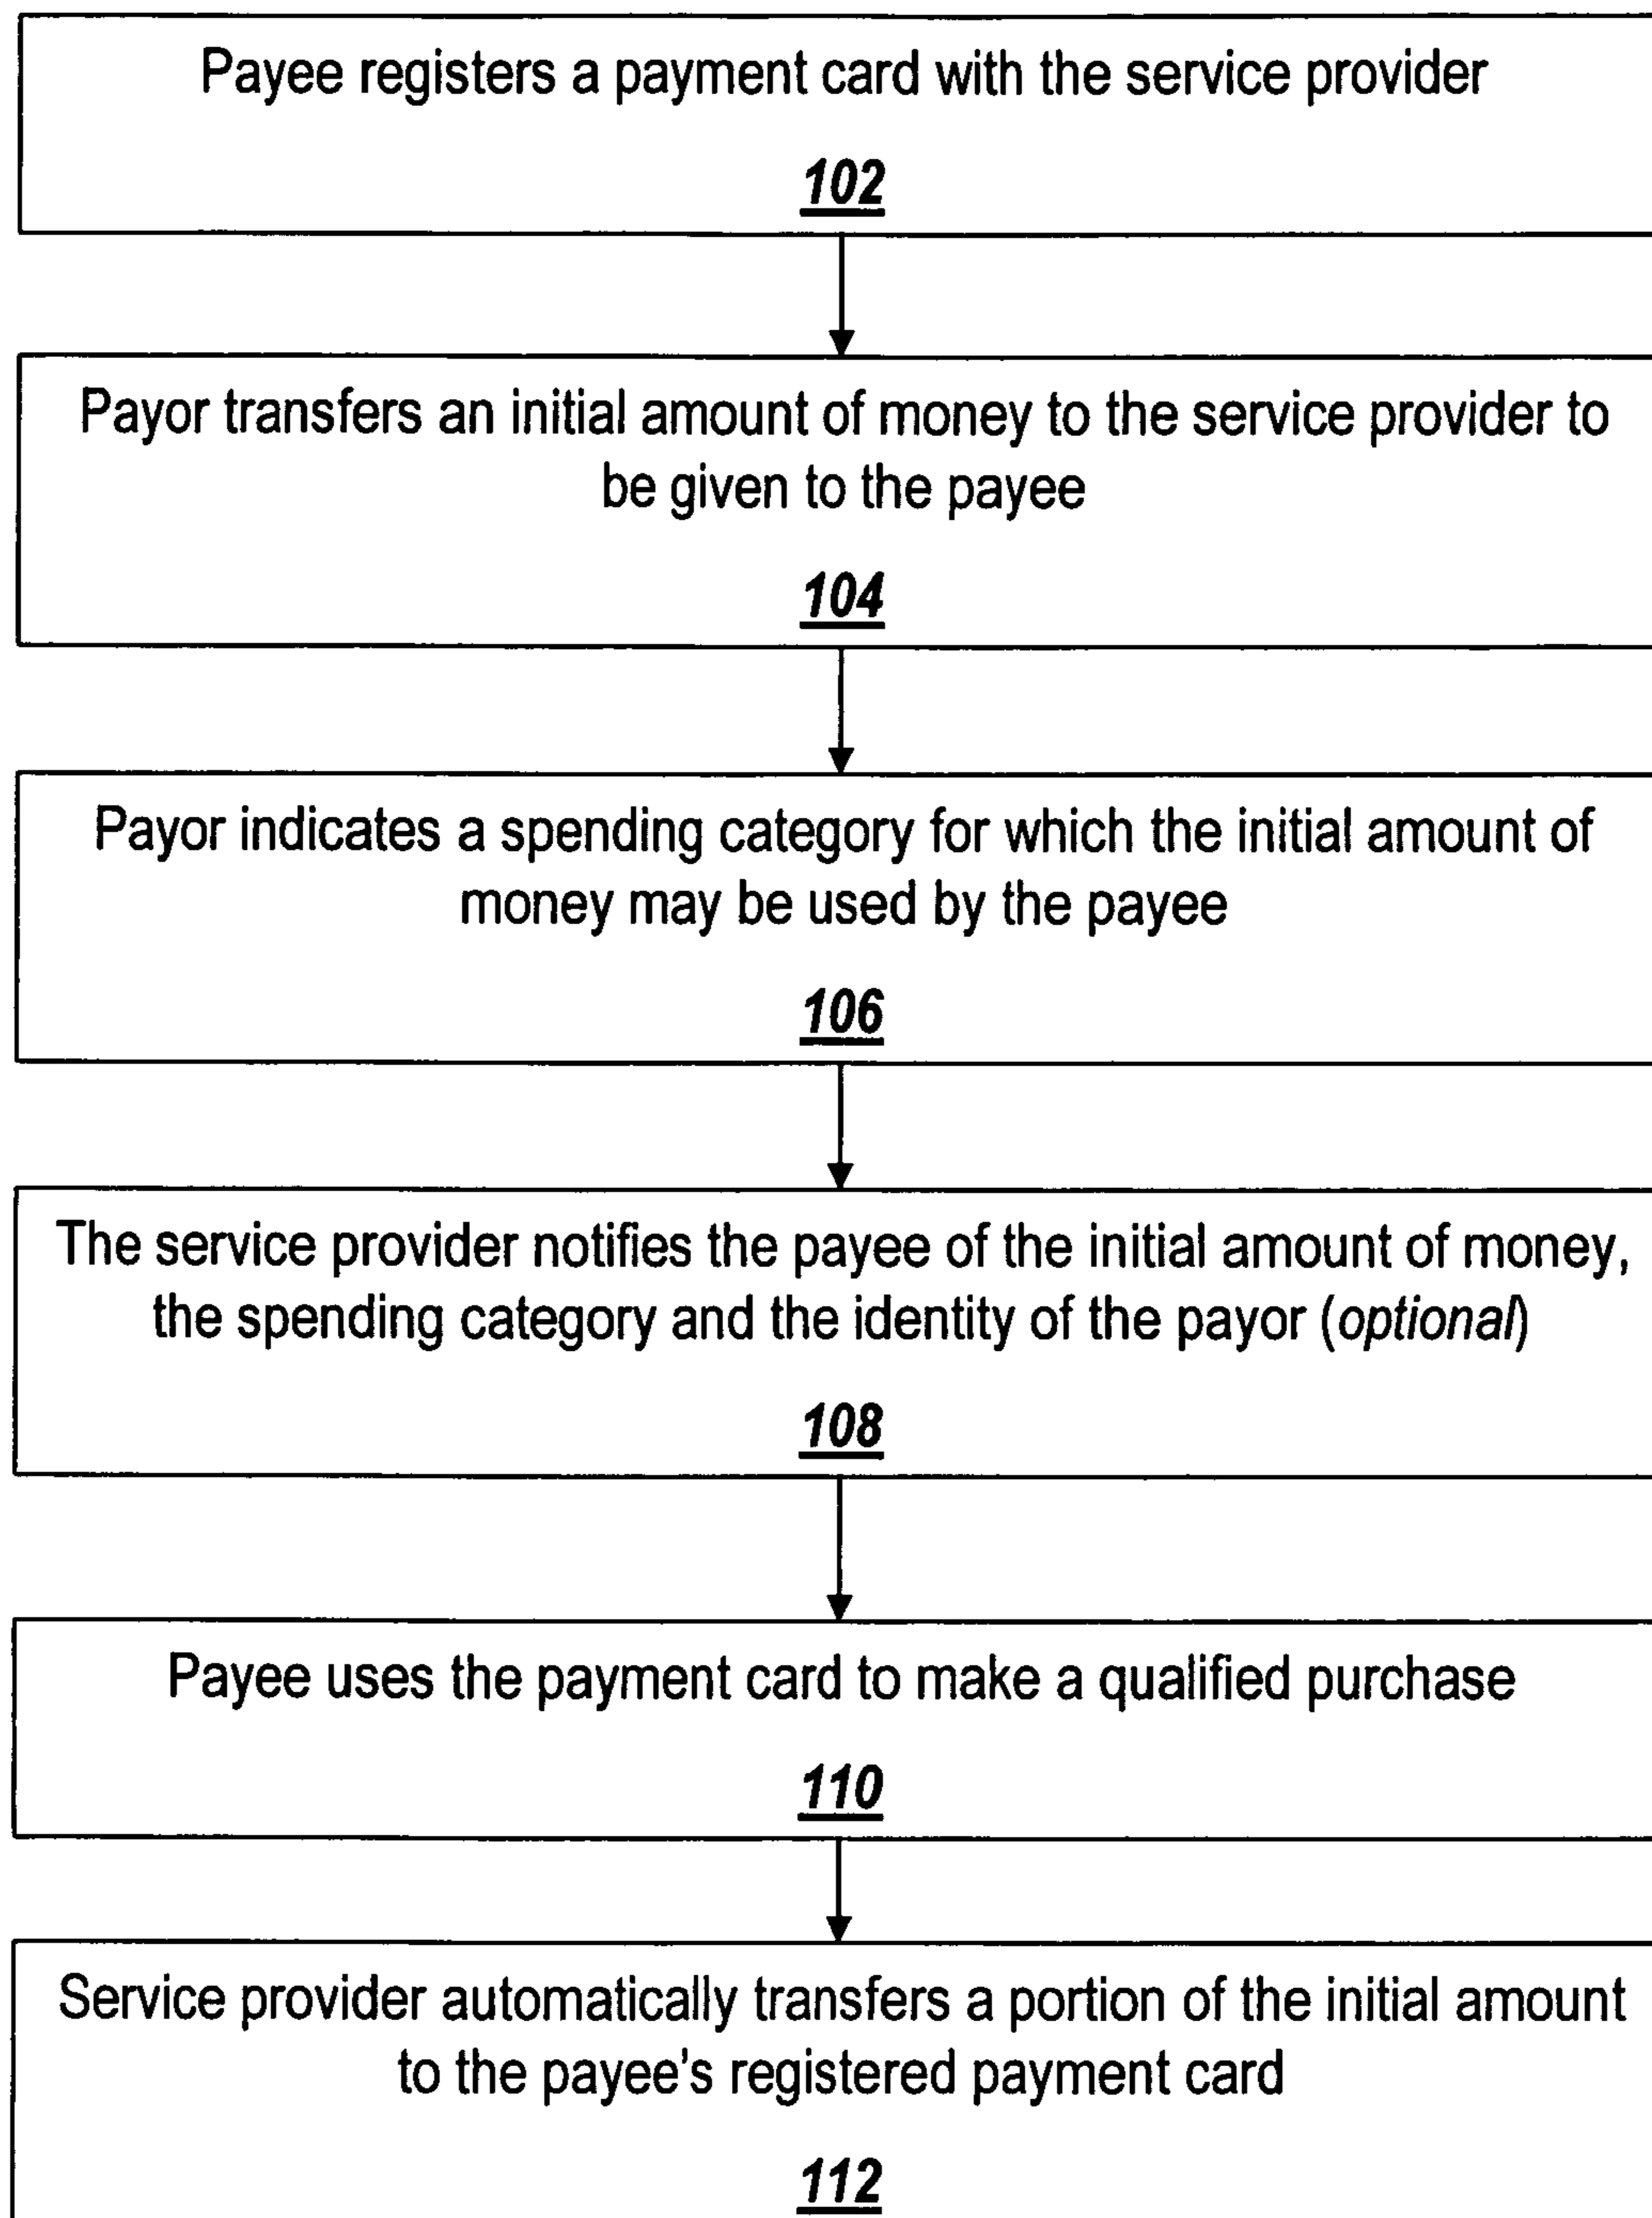 Payee registers a payment card with the service provider
102
Payor transfers an initial amount of money to the service provider to
be given to the payee
104
Payor indicates a spending category for which the initial amount of
money may be used by the payee
106
The service provider notifies the payee of the initial amount of money,
the spending category and the identity of the payor (optional)
108
Payee uses the payment card to make a qualified purchase
110
Service provider automatically transfers a portion of the initial amount
to the payee's registered payment card
112